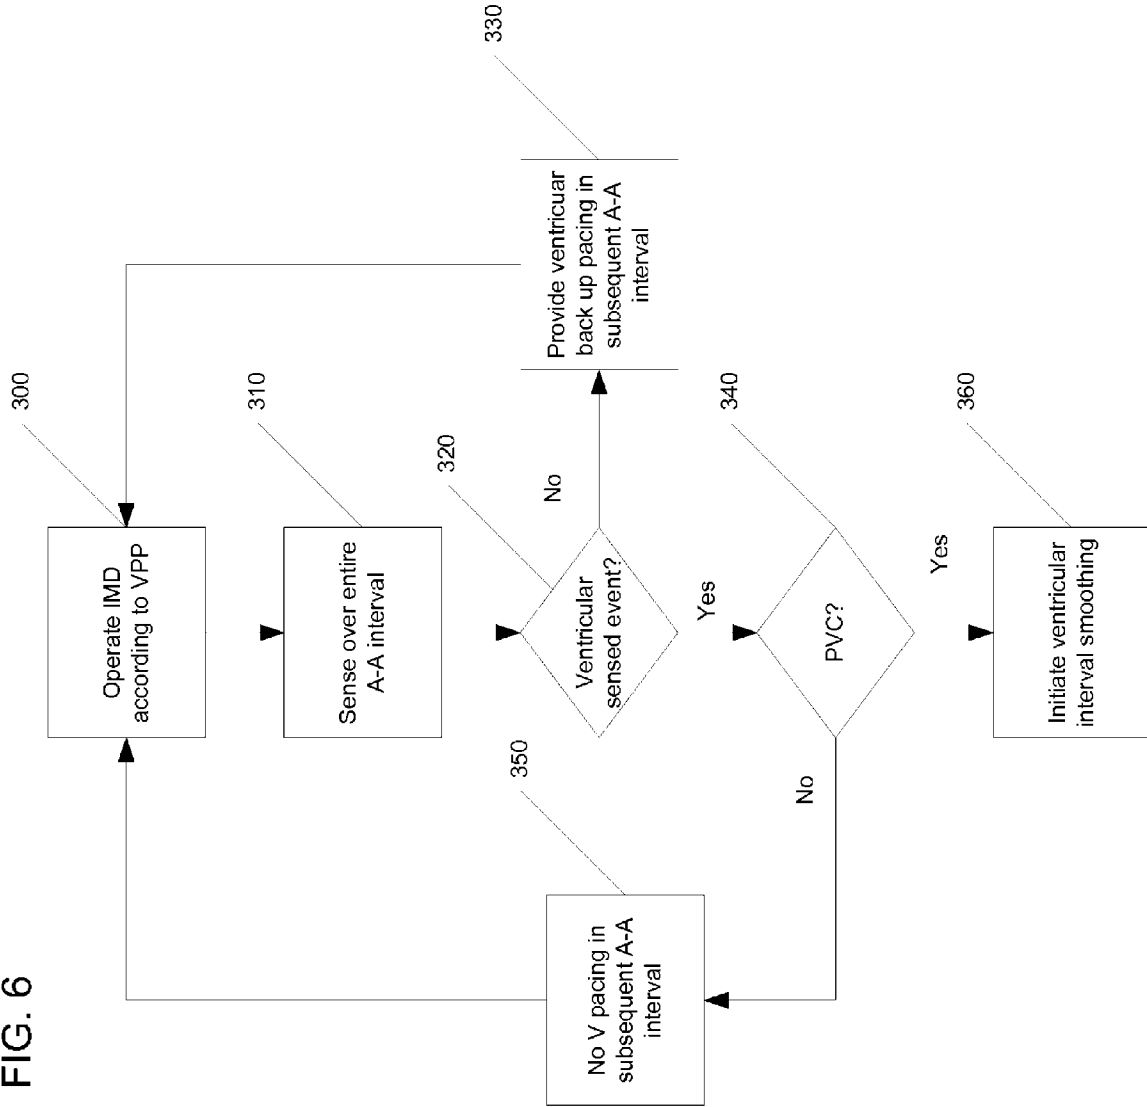 FIG. 6
300
Operate IMD
according to VPP
310
Sense over entire
A-A interval
320
Ventricular
sensed event?
No
330
Provide ventricuar
back up pacing in
subsequent A-A
interval
Yes
340
PVC?
No
350
No V pacing in
subsequent A-A
interval
Yes
360
Initiate ventricular
interval smoothing